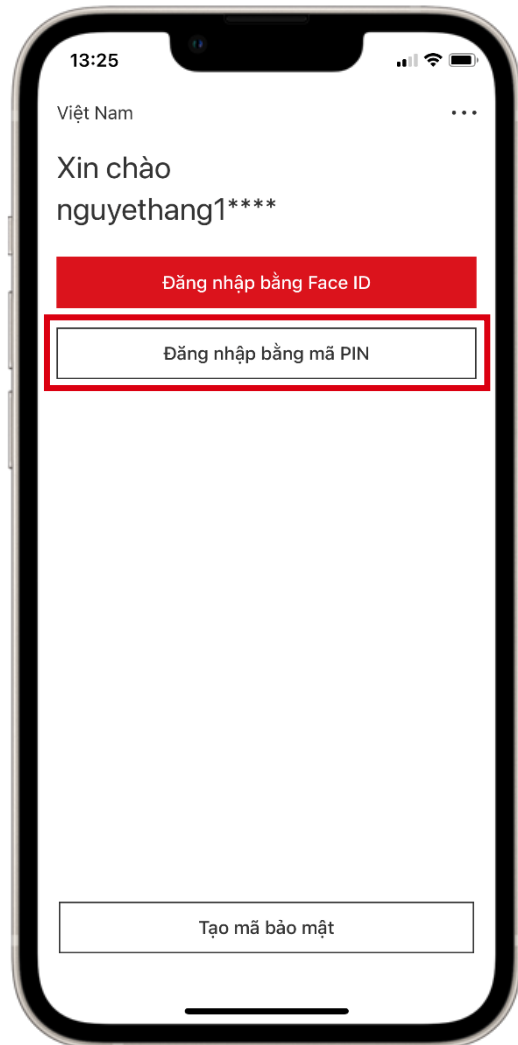 13:25
Việt Nam
Xin chào
nguyethang1****
Đăng nhập bằng Face ID
Đăng nhập bằng mã PIN
Tạo mã bảo mật